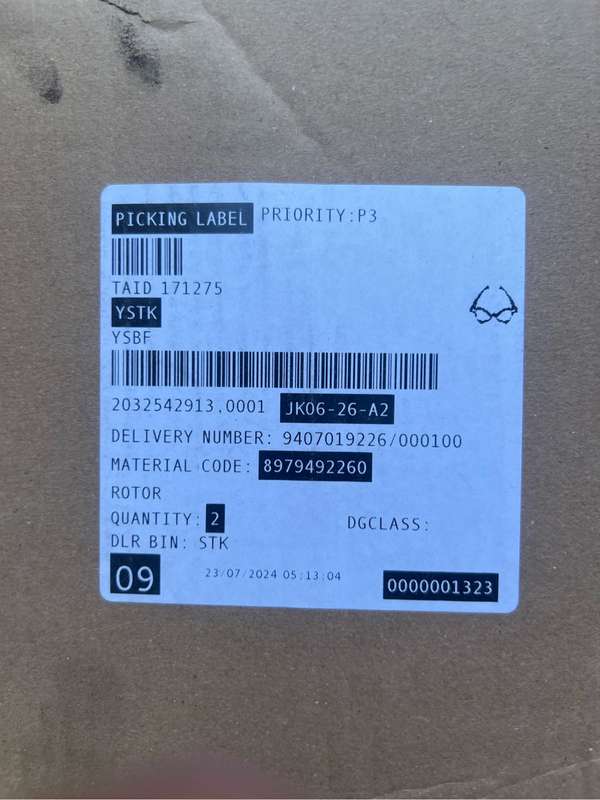 PICKING LABEL PRIORITY:P3
TAID 171275
YSTK
YSBF
2032542913.0001 JK06-26-A2
DELIVERY NUMBER: 9407019226/000100
MATERIAL CODE: 8979492260
ROTOR
QUANTITY: 2 DGCLASS:
DLR BIN: STK
09 23/07/2024 05:13:04 0000001323